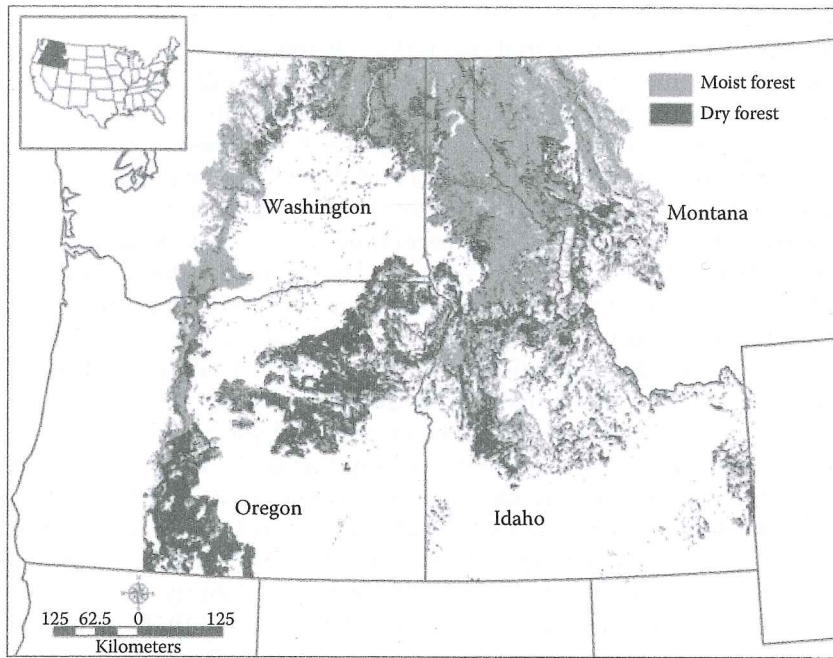 Moist forest
Dry forest
Washington
Montana
Oregon
Idaho
125 62.5 0 125
Kilometers